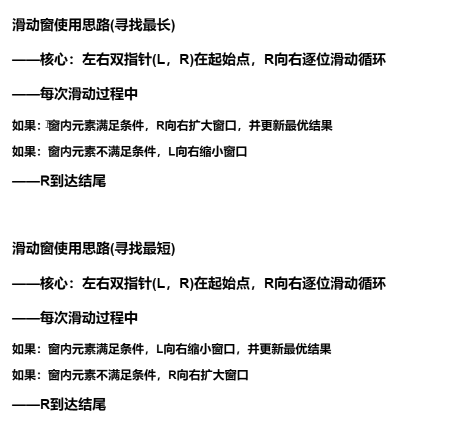 滑动窗使用思路(寻找最长)
——核心：左右双指针(L，R)在起始点，R向右逐位滑动循环
——每次滑动过程中
如果：窗内元素满足条件，R向右扩大窗口，并更新最优结果
如果：窗内元素不满足条件，L向右缩小窗口
——R到达结尾
滑动窗使用思路(寻找最短)
——核心：左右双指针(L，R)在起始点，R向右逐位滑动循环
——每次滑动过程中
如果：窗内元素满足条件，L向右缩小窗口，并更新最优结果
如果：窗内元素不满足条件，R向右扩大窗口
——R到达结尾